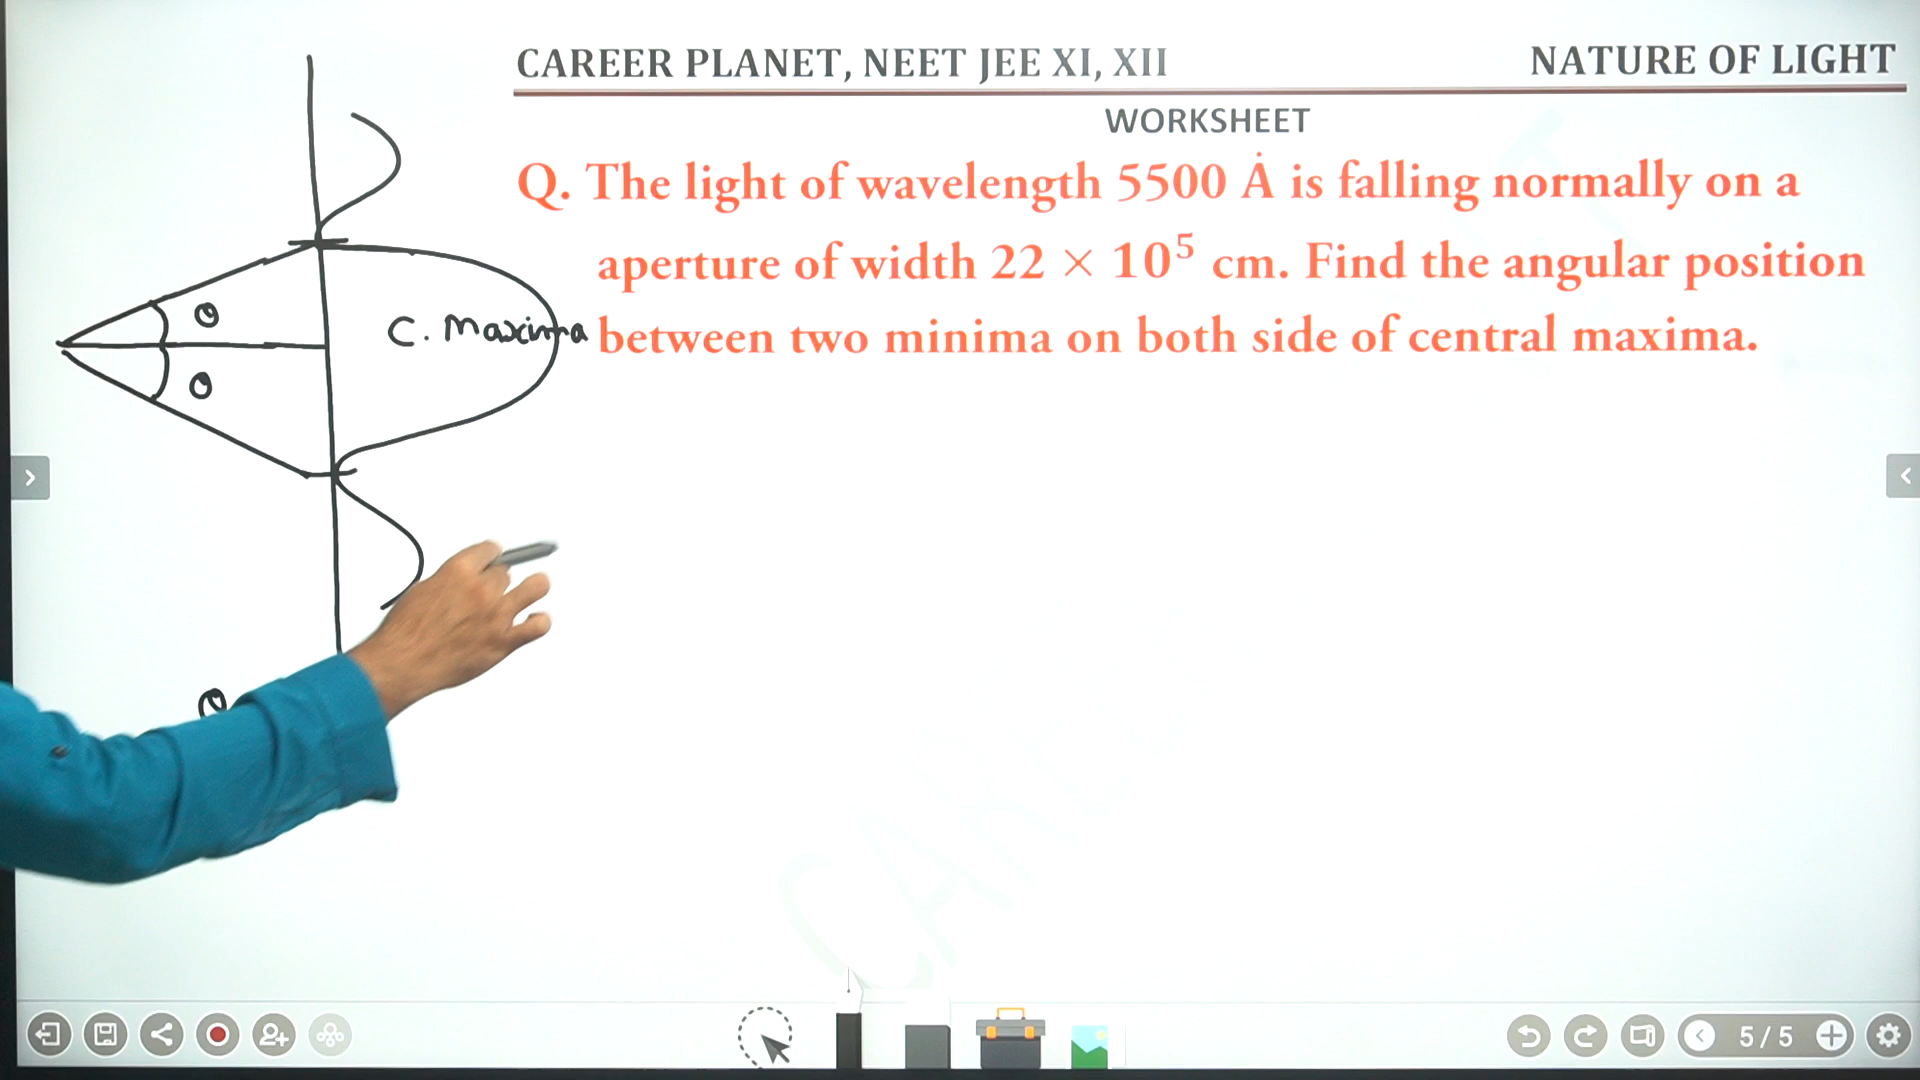 CAREER PLANET, NEET JEE XI, XII NATURE OF LIGHT
WORKSHEET
Q. The light of wavelength 5500 Ȧ is falling normally on a
aperture of width 22 × 10⁵ cm. Find the angular position
between two minima on both side of central maxima.
θ
C. Maxima
θ
θ
5/5